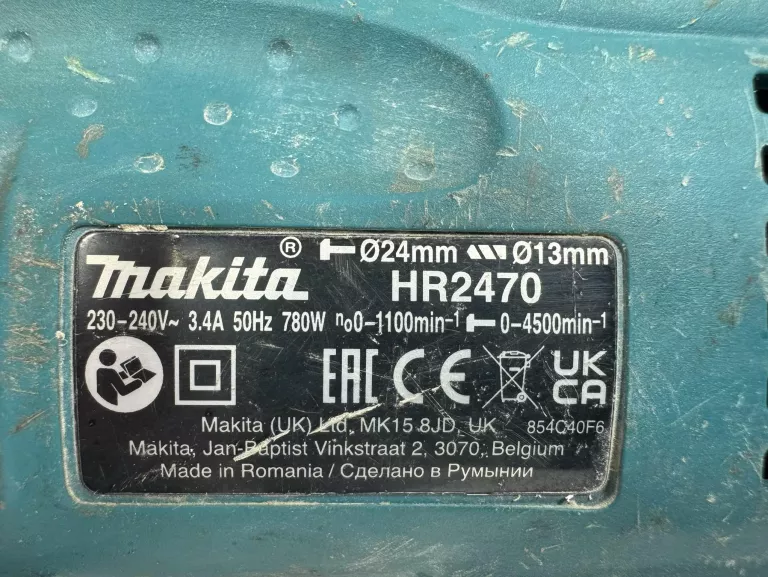 makita® Ø24mm Ø13mm
HR2470
230-240V~ 3.4A 50Hz 780W n₀0-1100min⁻¹ 0-4500min⁻¹
EAC CE UK CA
Makita (UK) Ltd, MK15 8JD, UK 854C40F6
Makita, Jan-Baptist Vinkstraat 2, 3070, Belgium
Made in Romania / Сделано в Румынии